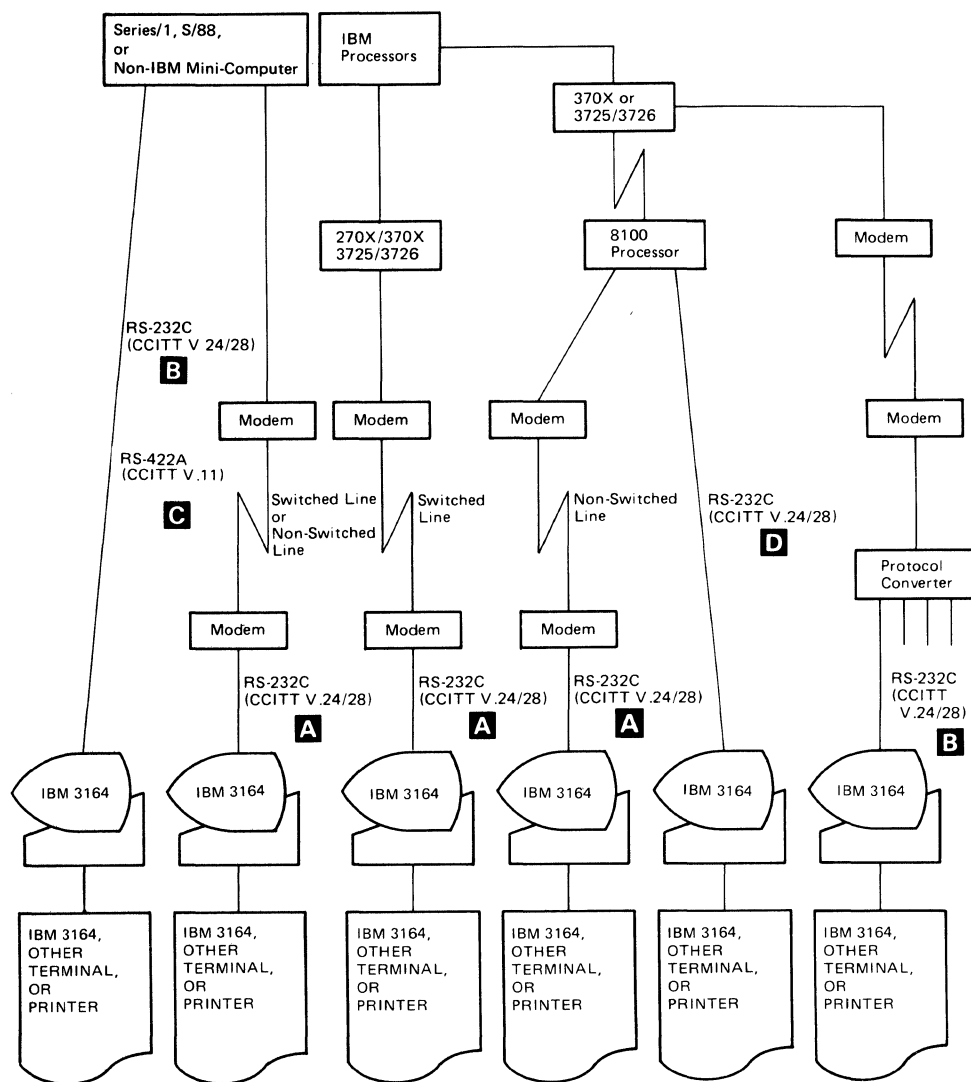 Series/1, S/88,
or
Non-IBM Mini-Computer
IBM
Processors
370X or
3725/3726
270X/370X
3725/3726
8100
Processor
Modem
RS-232C
(CCITT V 24/28)
B
Modem
Modem
Modem
Modem
RS-422A
(CCITT V.11)
C
Switched Line
or
Non-Switched
Line
Switched
Line
Non-Switched
Line
RS-232C
(CCITT V.24/28)
D
Protocol
Converter
Modem
Modem
Modem
RS-232C
(CCITT V.24/28)
A
RS-232C
(CCITT V.24/28)
A
RS-232C
(CCITT V.24/28)
A
RS-232C
(CCITT
V.24/28)
B
IBM 3164
IBM 3164
IBM 3164
IBM 3164
IBM 3164
IBM 3164
IBM 3164,
OTHER
TERMINAL,
OR
PRINTER
IBM 3164,
OTHER
TERMINAL,
OR
PRINTER
IBM 3164,
OTHER
TERMINAL,
OR
PRINTER
IBM 3164,
OTHER
TERMINAL,
OR
PRINTER
IBM 3164,
OTHER
TERMINAL,
OR
PRINTER
IBM 3164,
OTHER
TERMINAL,
OR
PRINTER